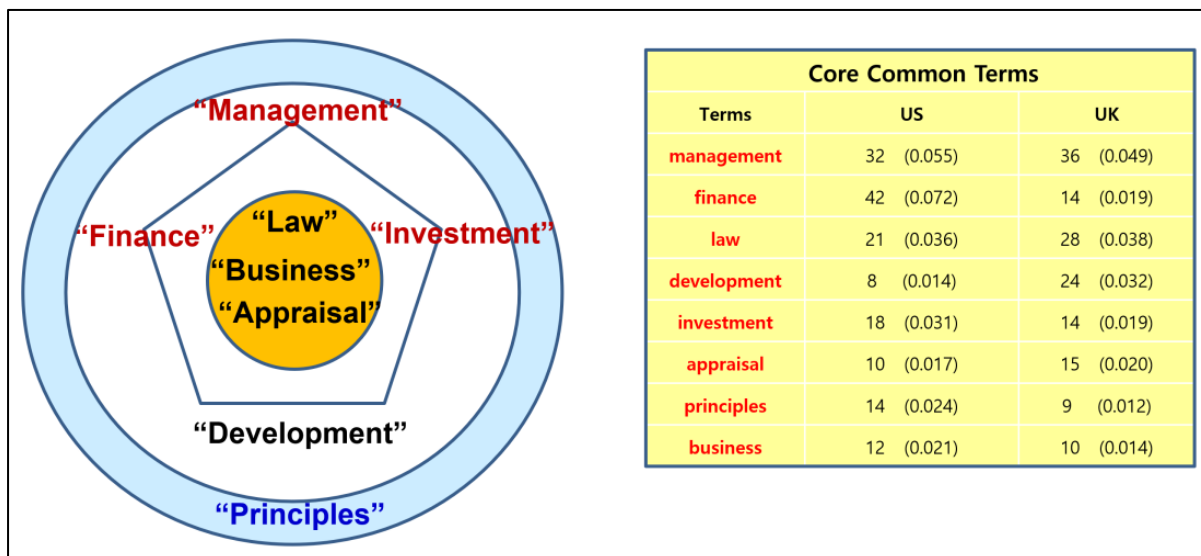 “Management”
“Finance”
“Law”
“Investment”
“Business”
“Appraisal”
“Development”
“Principles”
Core Common Terms
Terms US UK
management 32 (0.055) 36 (0.049)
finance 42 (0.072) 14 (0.019)
law 21 (0.036) 28 (0.038)
development 8 (0.014) 24 (0.032)
investment 18 (0.031) 14 (0.019)
appraisal 10 (0.017) 15 (0.020)
principles 14 (0.024) 9 (0.012)
business 12 (0.021) 10 (0.014)